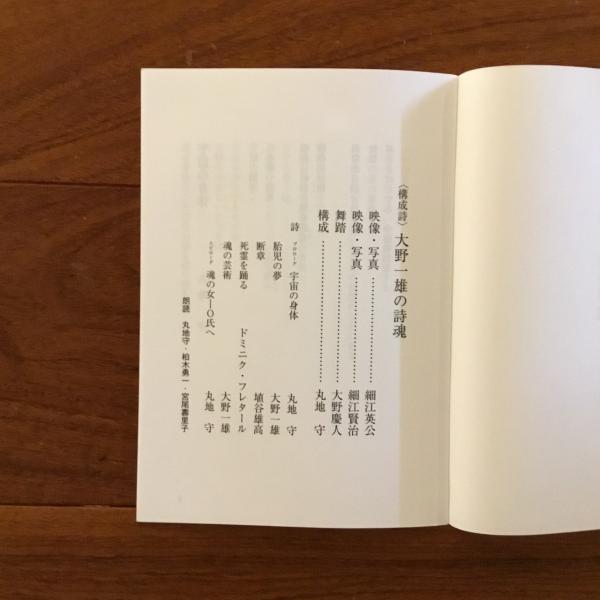 〈構成詩〉 大野一雄の詩魂
映像・写真………………………細江英公
映像・写真………………………細江賢治
舞踏………………………………大野慶人
構成………………………………丸地 守
詩 プロローグ 宇宙の身体 丸地 守
胎児の夢 大野一雄
断章 埴谷雄高
死霊を踊る ドミニク・フレタール
魂の芸術 大野一雄
エピローグ 魂の女―O氏へ 丸地 守
朗読 丸地守・柏木勇一・宮尾壽里子